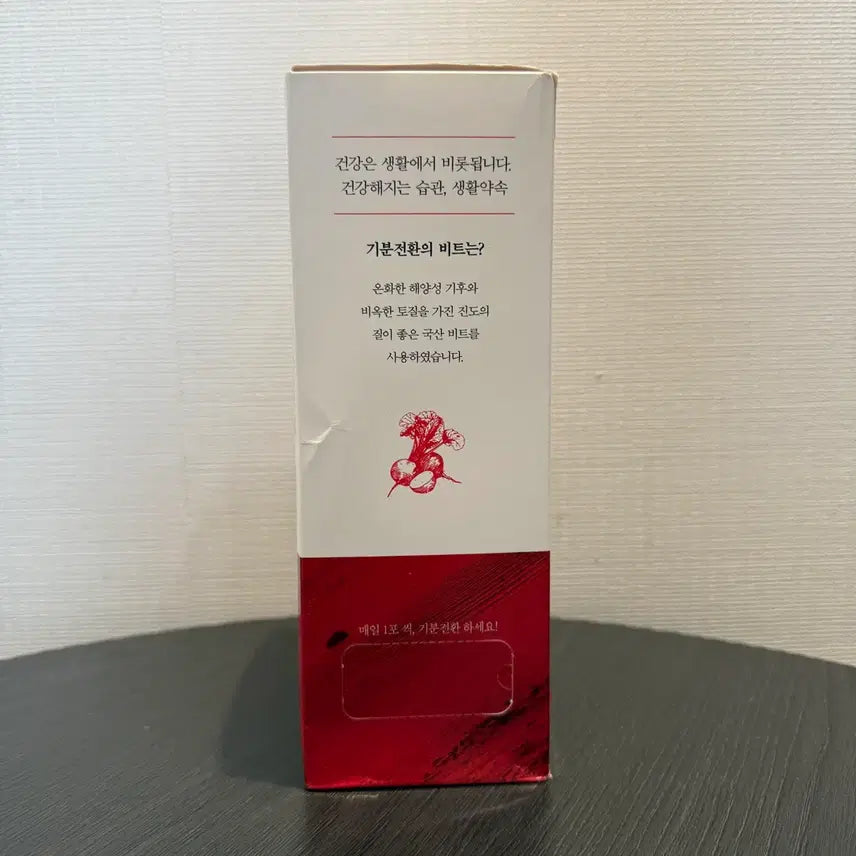 건강은 생활에서 비롯됩니다.
건강해지는 습관, 생활약속
기분전환의 비트는?
온화한 해양성 기후와
비옥한 토질을 가진 진도의
질이 좋은 국산 비트를
사용하였습니다.
매일 1포 씩, 기분전환 하세요!